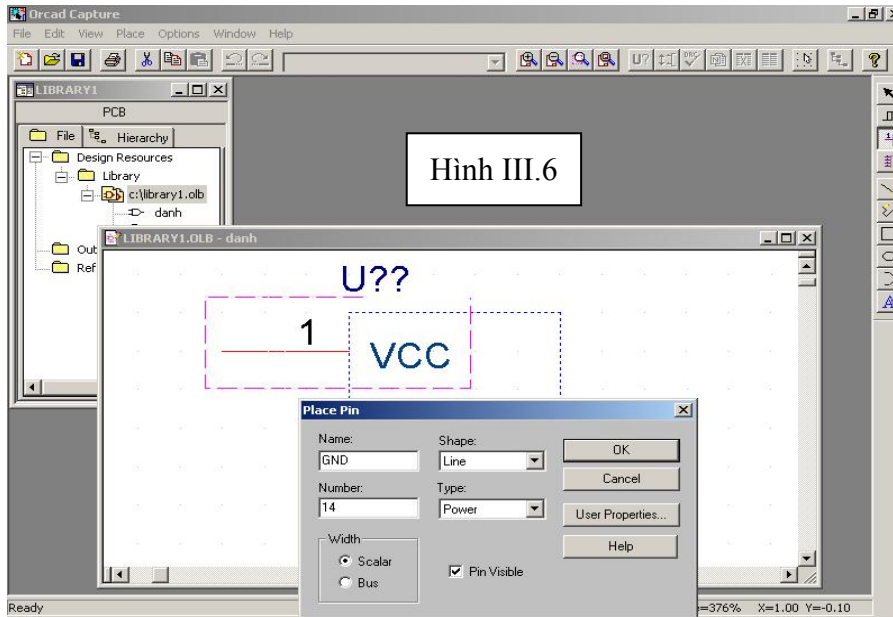 Orcad Capture
File Edit View Place Options Window Help
U?
LIBRARY1
PCB
File Hierarchy
Design Resources
Library
c:\library1.olb
danh
Out
Ref
Hình III.6
LIBRARY1.OLB - danh
U??
1
VCC
Place Pin
Name:
GND
Shape:
Line
OK
Cancel
Number:
14
Type:
Power
User Properties...
Width
Scalar
Bus
Pin Visible
Help
Ready
=376% X=1.00 Y=-0.10